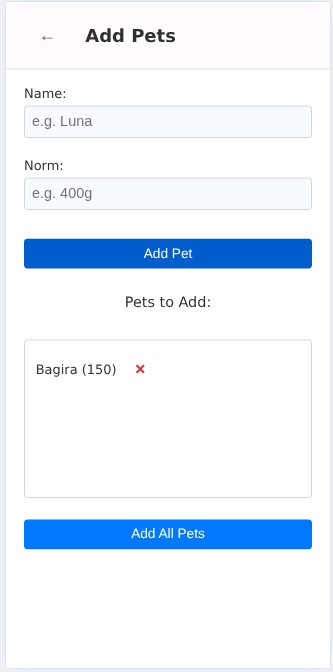 ← Add Pets
Name:
e.g. Luna
Norm:
e.g. 400g
Add Pet
Pets to Add:
Bagira (150) ×
Add All Pets